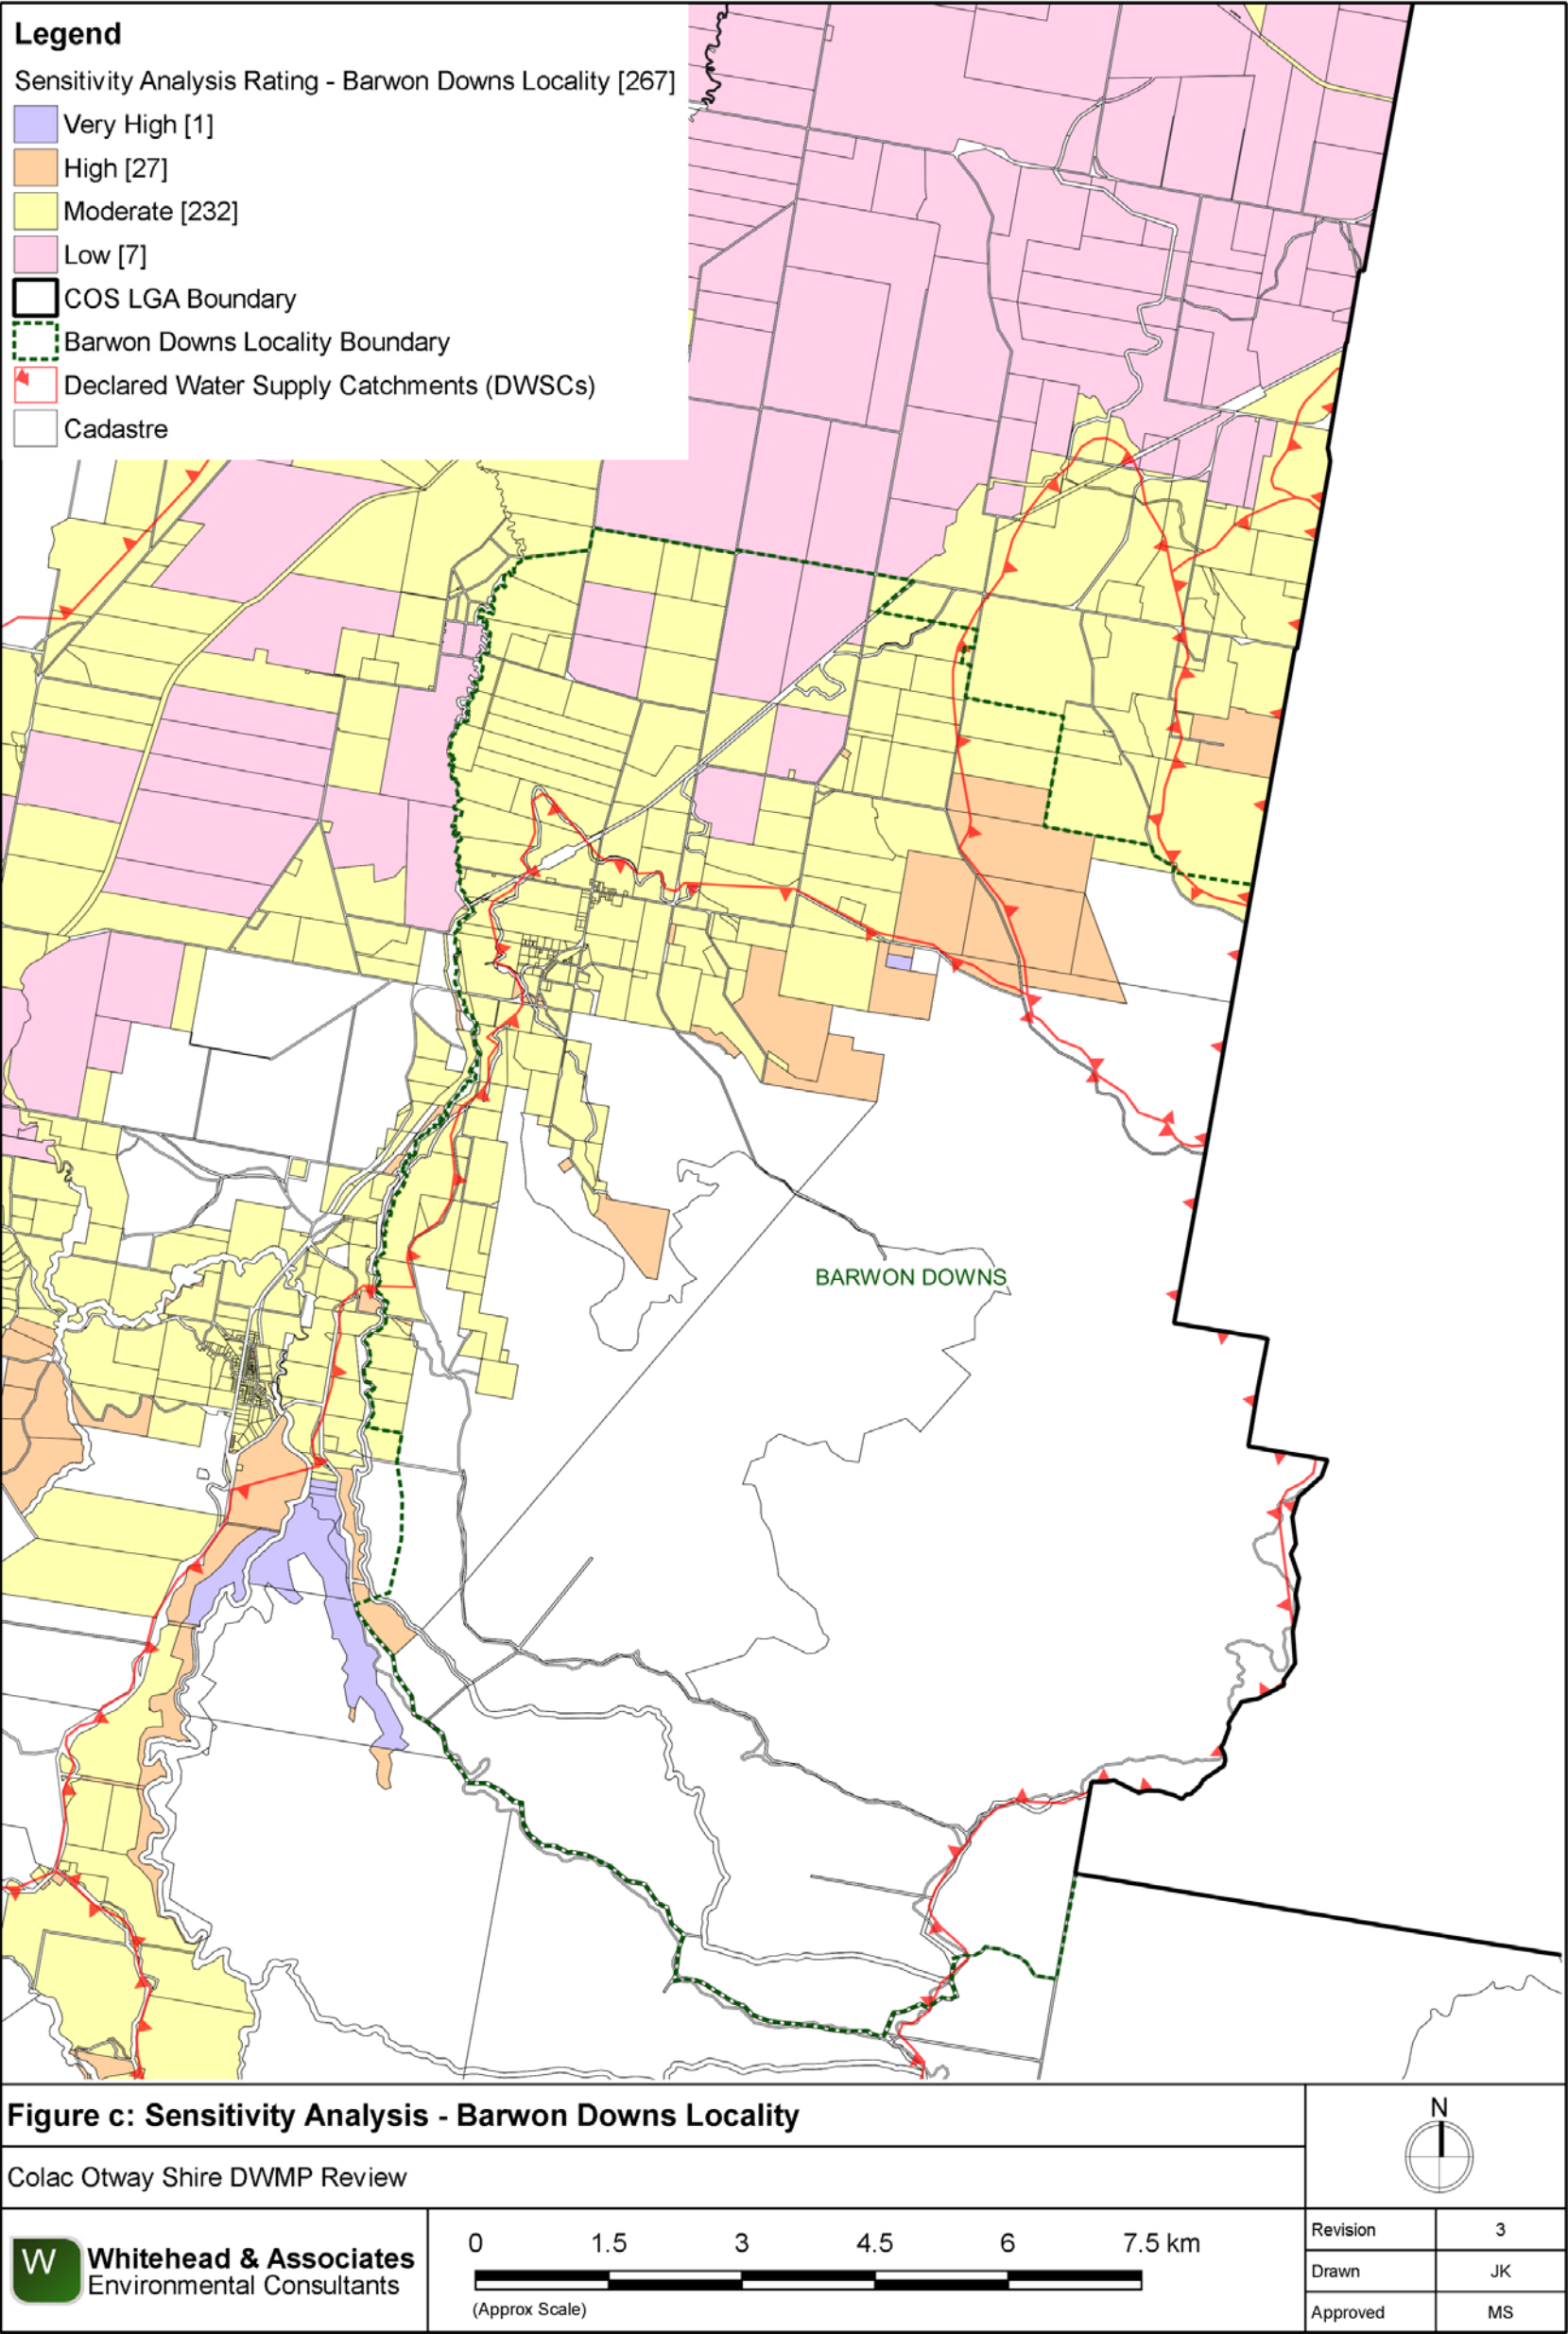 Legend
Sensitivity Analysis Rating - Barwon Downs Locality [267]
Very High [1]
High [27]
Moderate [232]
Low [7]
COS LGA Boundary
Barwon Downs Locality Boundary
Declared Water Supply Catchments (DWSCs)
Cadastre
BARWON DOWNS
Figure c: Sensitivity Analysis - Barwon Downs Locality
N
Colac Otway Shire DWMP Review
W
Whitehead & Associates
Environmental Consultants
0 1.5 3 4.5 6 7.5 km
(Approx Scale)
Revision 3
Drawn JK
Approved MS